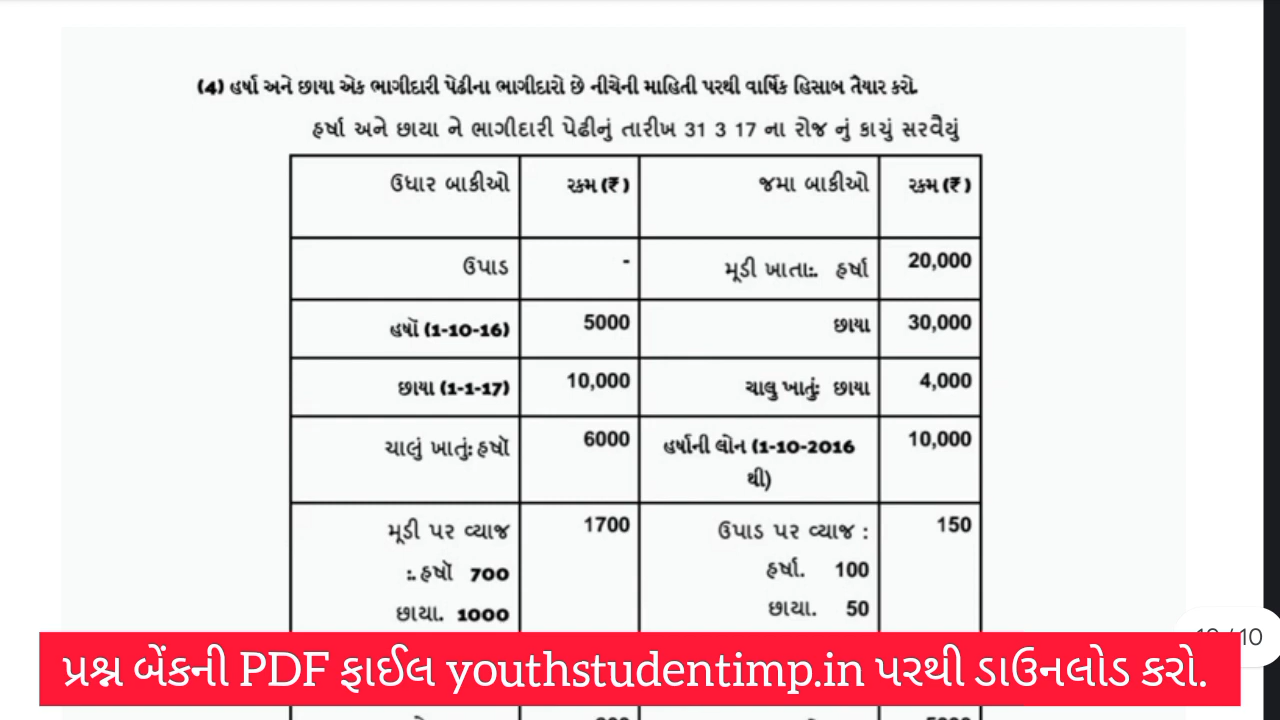 (4) હર્ષા અને છાયા એક ભાગીદારી પેઢીના ભાગીદારો છે નીચેની માહિતી પરથી વાર્ષિક હિસાબ તૈયાર કરો.
હર્ષા અને છાયા ને ભાગીદારી પેઢીનું તારીખ 31 3 17 ના રોજ નું કાચું સરવૈયું
ઉધાર બાકીઓ રકમ (₹ ) જમા બાકીઓ રકમ (₹ )
ઉપાડ - મૂડી ખાતા:. હર્ષા 20,000
હર્ષો (1-10-16) 5000 છાયા 30,000
છાયા (1-1-17) 10,000 ચાલુ ખાતું: છાયા 4,000
ચાલું ખાતું: હર્ષો 6000 હર્ષાની લોન (1-10-2016 10,000
થી)
મૂડી પર વ્યાજ 1700 ઉપાડ પર વ્યાજ : 150
:. હર્ષો 700 હર્ષા. 100
છાયા. 1000 છાયા. 50
પ્રશ્ન બેંકની PDF ફાઈલ youthstudentimp.in પરથી ડાઉનલોડ કરો.